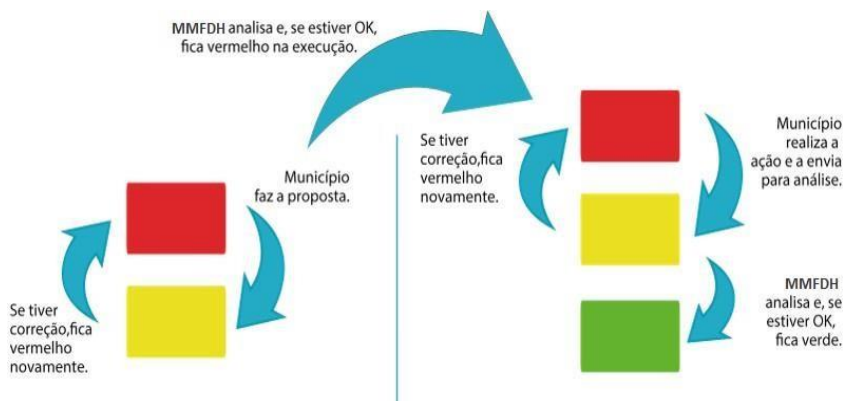 MMFDH analisa e, se estiver OK,
fica vermelho na execução.
Município
faz a proposta.
Se tiver
correção,fica
vermelho
novamente.
Se tiver
correção,fica
vermelho
novamente.
Município
realiza a
ação e a envia
para análise.
MMFDH
analisa e, se
estiver OK,
fica verde.